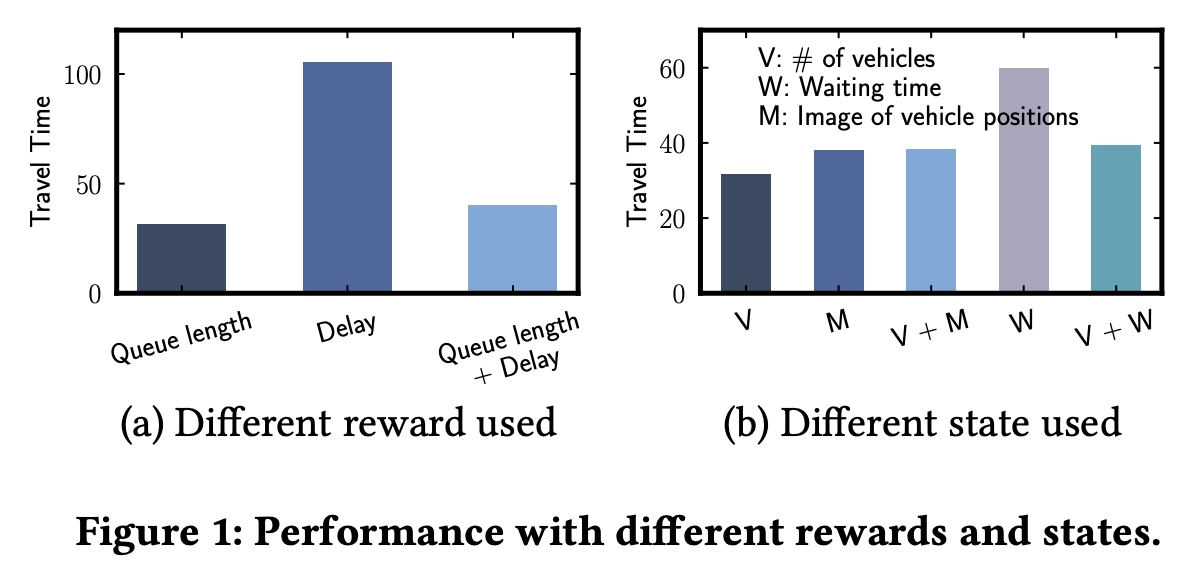 Travel Time
100
50
0
Queue length
Delay
Queue length
+ Delay
(a) Different reward used
Travel Time
60
40
20
0
V: # of vehicles
W: Waiting time
M: Image of vehicle positions
V
M
V + M
W
V + W
(b) Different state used
Figure 1: Performance with different rewards and states.